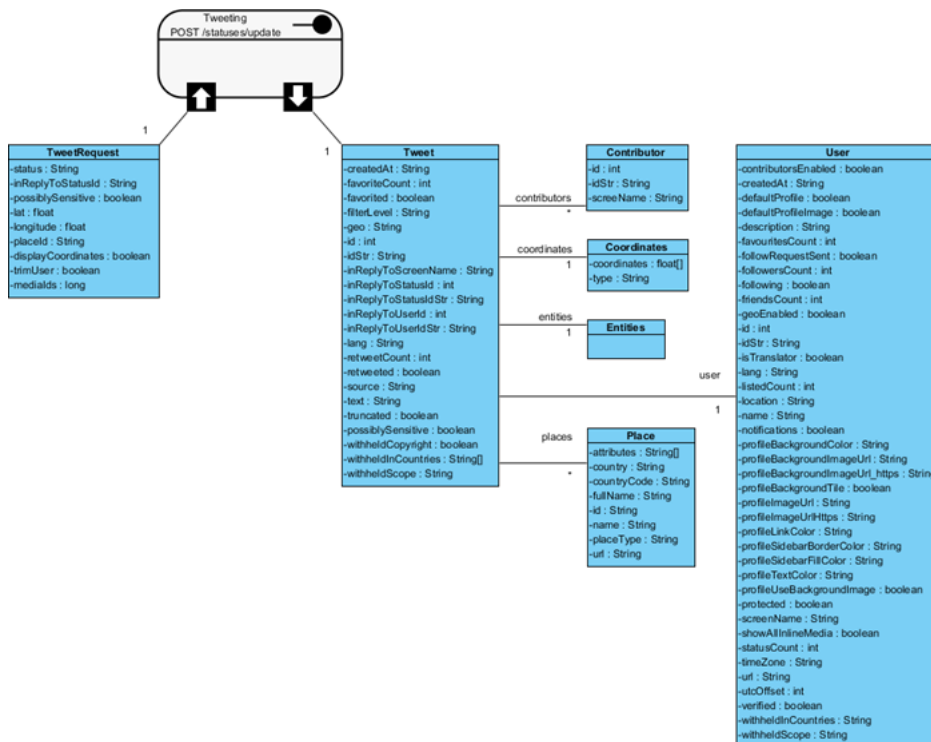 Tweeting
POST /statuses/update
1
1
TweetRequest
-status : String
-inReplyToStatusId : String
-possiblySensitive : boolean
-lat : float
-longitude : float
-placeId : String
-displayCoordinates : boolean
-trimUser : boolean
-mediaIds : long
Tweet
-createdAt : String
-favoriteCount : int
-favorited : boolean
-filterLevel : String
-geo : String
-id : int
-idStr : String
-inReplyToScreenName : String
-inReplyToStatusId : int
-inReplyToStatusIdStr : String
-inReplyToUserId : int
-inReplyToUserIdStr : String
-lang : String
-retweetCount : int
-retweeted : boolean
-source : String
-text : String
-truncated : boolean
-possiblySensitive : boolean
-withheldCopyright : boolean
-withheldInCountries : String[]
-withheldScope : String
contributors
*
coordinates
1
entities
1
user
1
places
*
Contributor
-id : int
-idStr : String
-screeName : String
Coordinates
-coordinates : float[]
-type : String
Entities
Place
-attributes : String[]
-country : String
-countryCode : String
-fullName : String
-id : String
-name : String
-placeType : String
-url : String
User
-contributorsEnabled : boolean
-createdAt : String
-defaultProfile : boolean
-defaultProfileImage : boolean
-description : String
-favouritesCount : int
-followRequestSent : boolean
-followersCount : int
-following : boolean
-friendsCount : int
-geoEnabled : boolean
-id : int
-idStr : String
-isTranslator : boolean
-lang : String
-listedCount : int
-location : String
-name : String
-notifications : boolean
-profileBackgroundColor : String
-profileBackgroundImageUrl : String
-profileBackgroundImageUrl_https : String
-profileBackgroundTile : boolean
-profileImageUrl : String
-profileImageUrlHttps : String
-profileLinkColor : String
-profileSidebarBorderColor : String
-profileSidebarFillColor : String
-profileTextColor : String
-profileUseBackgroundImage : boolean
-protected : boolean
-screenName : String
-showAllInlineMedia : boolean
-statusCount : int
-timeZone : String
-url : String
-utcOffset : int
-verified : boolean
-withheldInCountries : String
-withheldScope : String